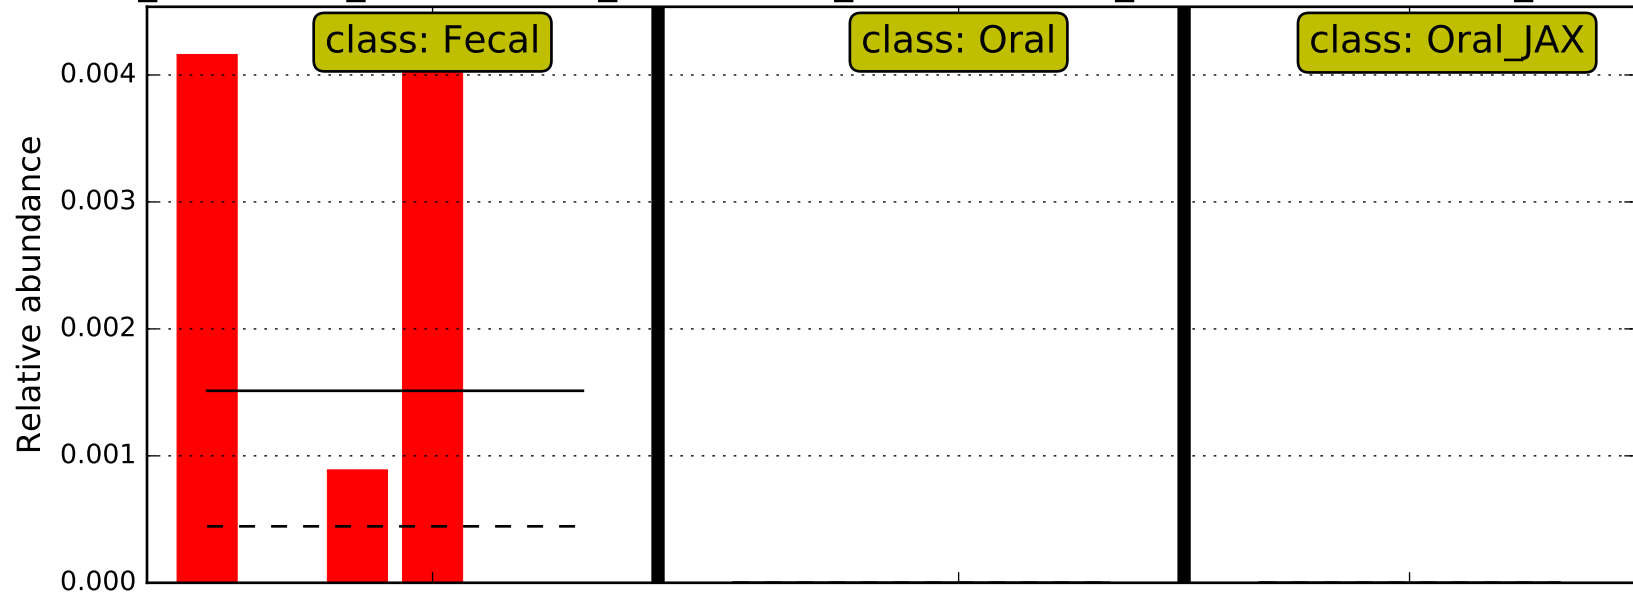 class: Fecal
class: Oral
class: Oral_JAX
0.004
0.003
0.002
0.001
0.000
Relative abundance